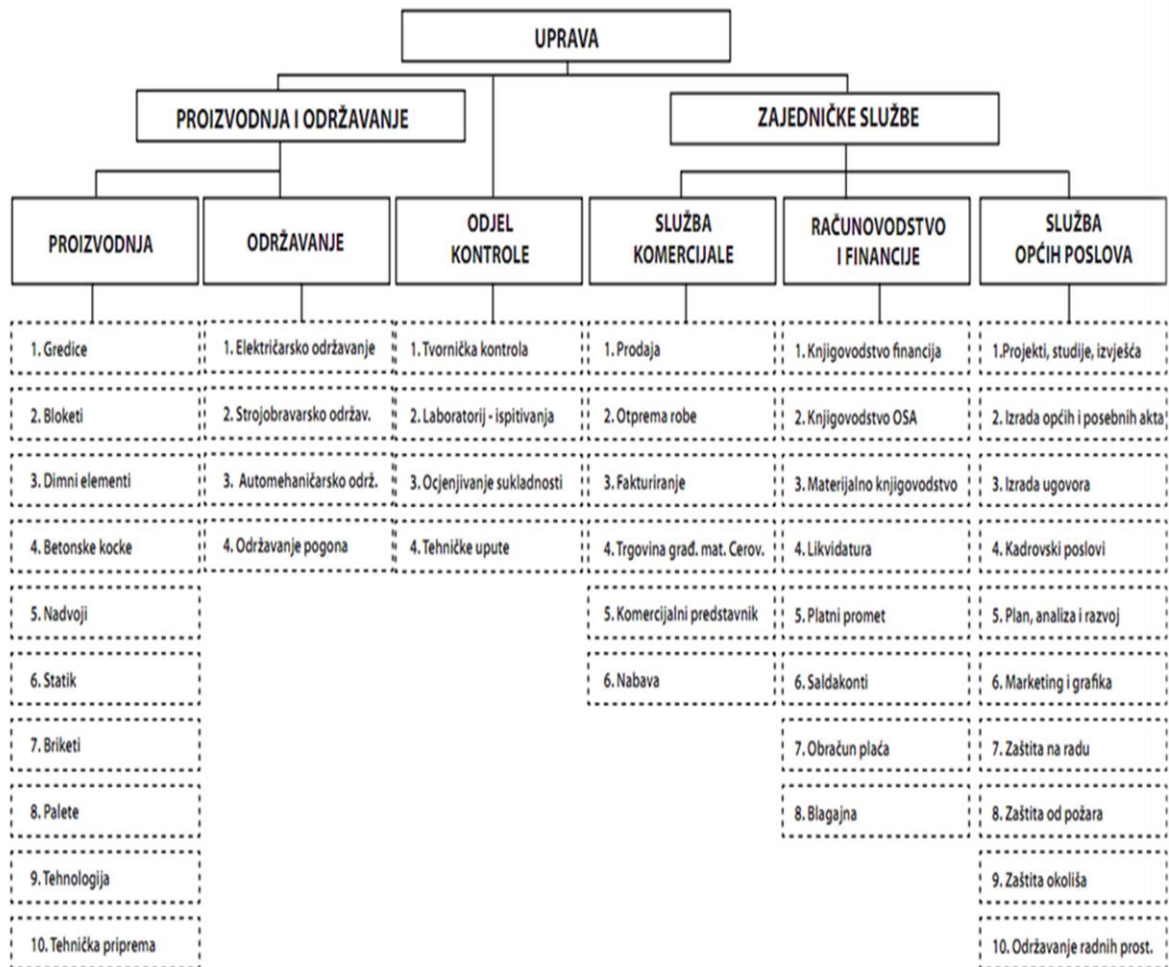 UPRAVA
PROIZVODNJA I ODRŽAVANJE
ZAJEDNIČKE SLUŽBE
PROIZVODNJA
ODRŽAVANJE
ODJEL
KONTROLE
SLUŽBA
KOMERCIJALE
RAČUNOVODSTVO
I FINANCIJE
SLUŽBA
OPĆIH POSLOVA
1. Gredice
2. Bloketi
3. Dimni elementi
4. Betonske kocke
5. Nadvoji
6. Statik
7. Briketi
8. Palete
9. Tehnologija
10. Tehnička priprema
1. Električarsko održavanje
2. Strojobravarsko održav.
3. Automehaničarsko održ.
4. Održavanje pogona
1. Tvornička kontrola
2. Laboratorij - ispitivanja
3. Ocjenjivanje sukladnosti
4. Tehničke upute
1. Prodaja
2. Otprema robe
3. Fakturiranje
4. Trgovina građ. mat. Cerov.
5. Komercijalni predstavnik
6. Nabava
1. Knjigovodstvo financija
2. Knjigovodstvo OSA
3. Materijalno knjigovodstvo
4. Likvidatura
5. Platni promet
6. Saldakonti
7. Obračun plaća
8. Blagajna
1.Projekti, studije, izvješća
2. Izrada općih i posebnih akta
3. Izrada ugovora
4. Kadrovski poslovi
5. Plan, analiza i razvoj
6. Marketing i grafika
7. Zaštita na radu
8. Zaštita od požara
9. Zaštita okoliša
10. Održavanje radnih prost.